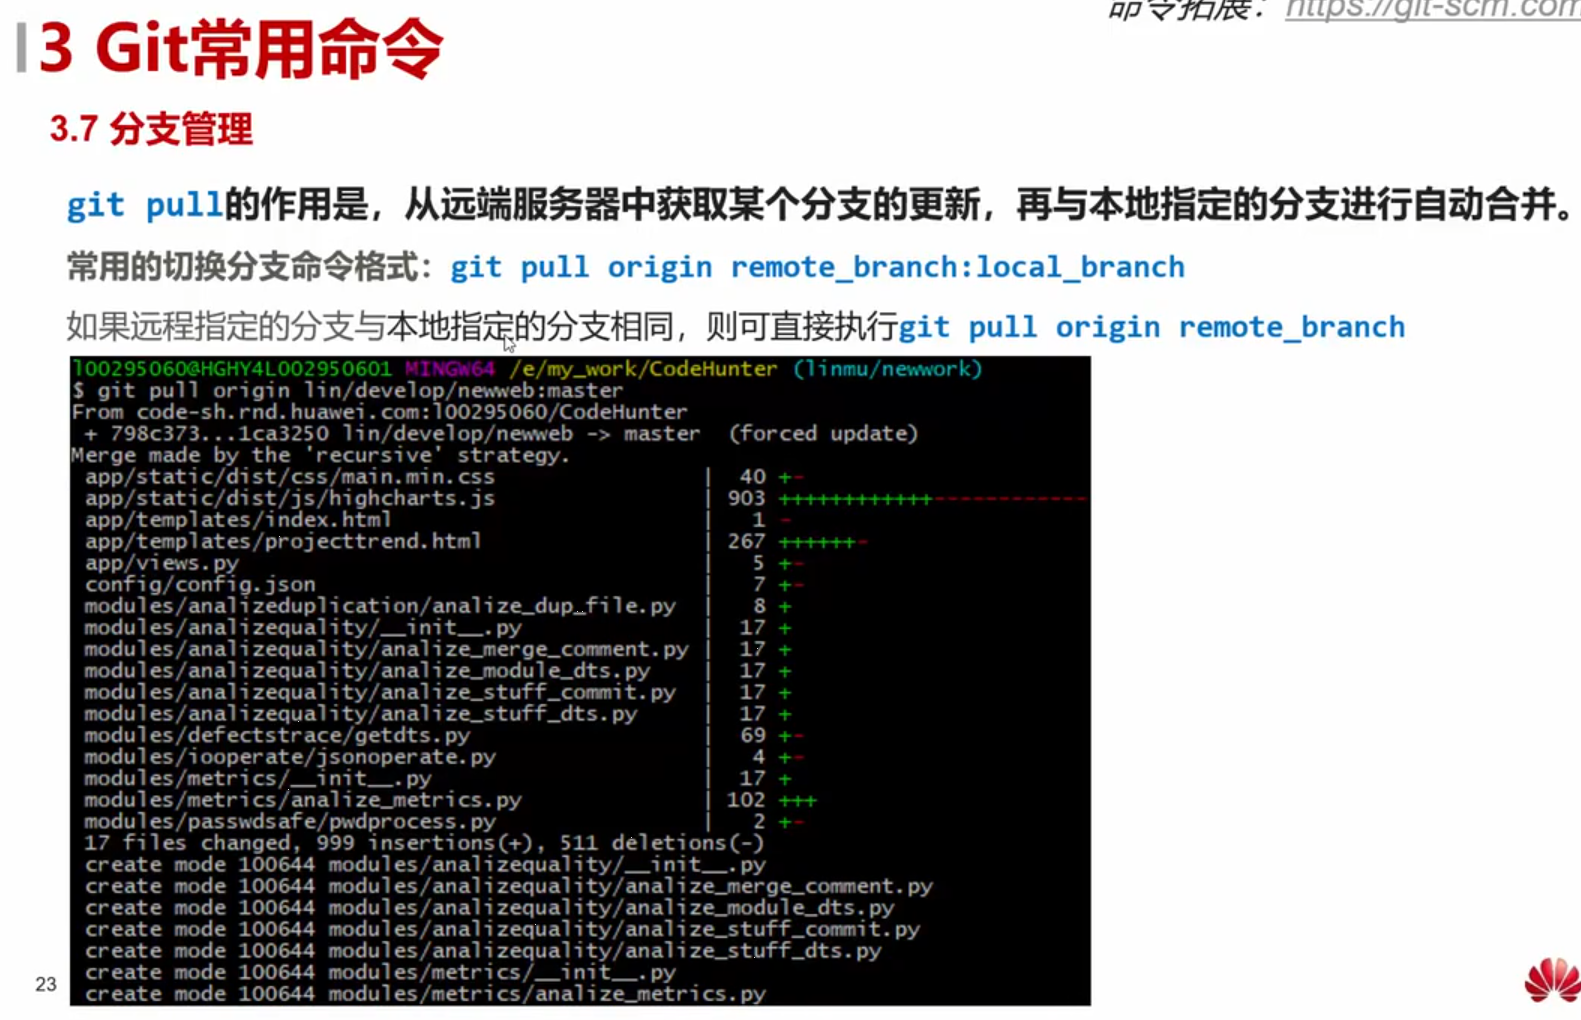 命令拓展：https://git-scm.com
3 Git常用命令
3.7 分支管理
git pull的作用是，从远端服务器中获取某个分支的更新，再与本地指定的分支进行自动合并。
常用的切换分支命令格式：git pull origin remote_branch:local_branch
如果远程指定的分支与本地指定的分支相同，则可直接执行git pull origin remote_branch
l00295060@HGHY4L002950601 MINGW64 /e/my_work/CodeHunter (linmu/newwork)
$ git pull origin lin/develop/newweb:master
From code-sh.rnd.huawei.com:l00295060/CodeHunter
+ 798c373...1ca3250 lin/develop/newweb -> master (forced update)
Merge made by the 'recursive' strategy.
app/static/dist/css/main.min.css | 40 +-
app/static/dist/js/highcharts.js | 903 ++++++++++++------------
app/templates/index.html | 1 -
app/templates/projecttrend.html | 267 ++++++-
app/views.py | 5 +-
config/config.json | 7 +-
modules/analizeduplication/analize_dup_file.py | 8 +
modules/analizequality/__init__.py | 17 +
modules/analizequality/analize_merge_comment.py | 17 +
modules/analizequality/analize_module_dts.py | 17 +
modules/analizequality/analize_stuff_commit.py | 17 +
modules/analizequality/analize_stuff_dts.py | 17 +
modules/defectstrace/getdts.py | 69 +-
modules/iooperate/jsonoperate.py | 4 +-
modules/metrics/__init__.py | 17 +
modules/metrics/analize_metrics.py | 102 +++
modules/passwdsafe/pwdprocess.py | 2 +-
17 files changed, 999 insertions(+), 511 deletions(-)
create mode 100644 modules/analizequality/__init__.py
create mode 100644 modules/analizequality/analize_merge_comment.py
create mode 100644 modules/analizequality/analize_module_dts.py
create mode 100644 modules/analizequality/analize_stuff_commit.py
create mode 100644 modules/analizequality/analize_stuff_dts.py
create mode 100644 modules/metrics/__init__.py
create mode 100644 modules/metrics/analize_metrics.py
23